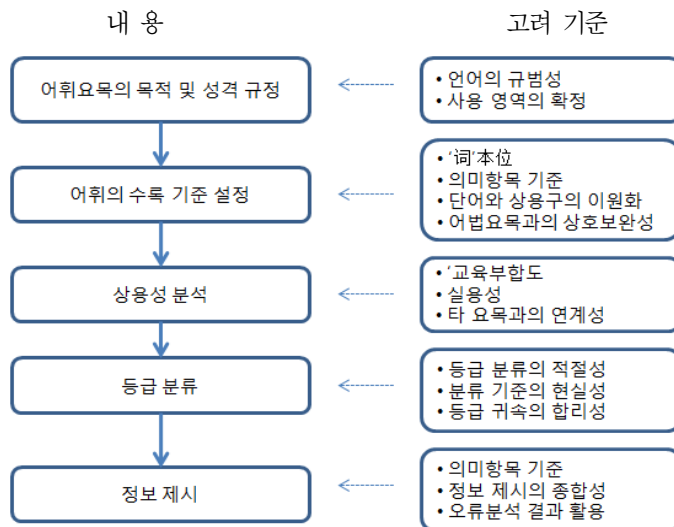 내 용
고려 기준
어휘요목의 목적 및 성격 규정
• 언어의 규범성
• 사용 영역의 확정
어휘의 수록 기준 설정
• '词'本位
• 의미항목 기준
• 단어와 상용구의 이원화
• 어법요목과의 상호보완성
상용성 분석
• '교육부합도
• 실용성
• 타 요목과의 연계성
등급 분류
• 등급 분류의 적절성
• 분류 기준의 현실성
• 등급 귀속의 합리성
정보 제시
• 의미항목 기준
• 정보 제시의 종합성
• 오류분석 결과 활용